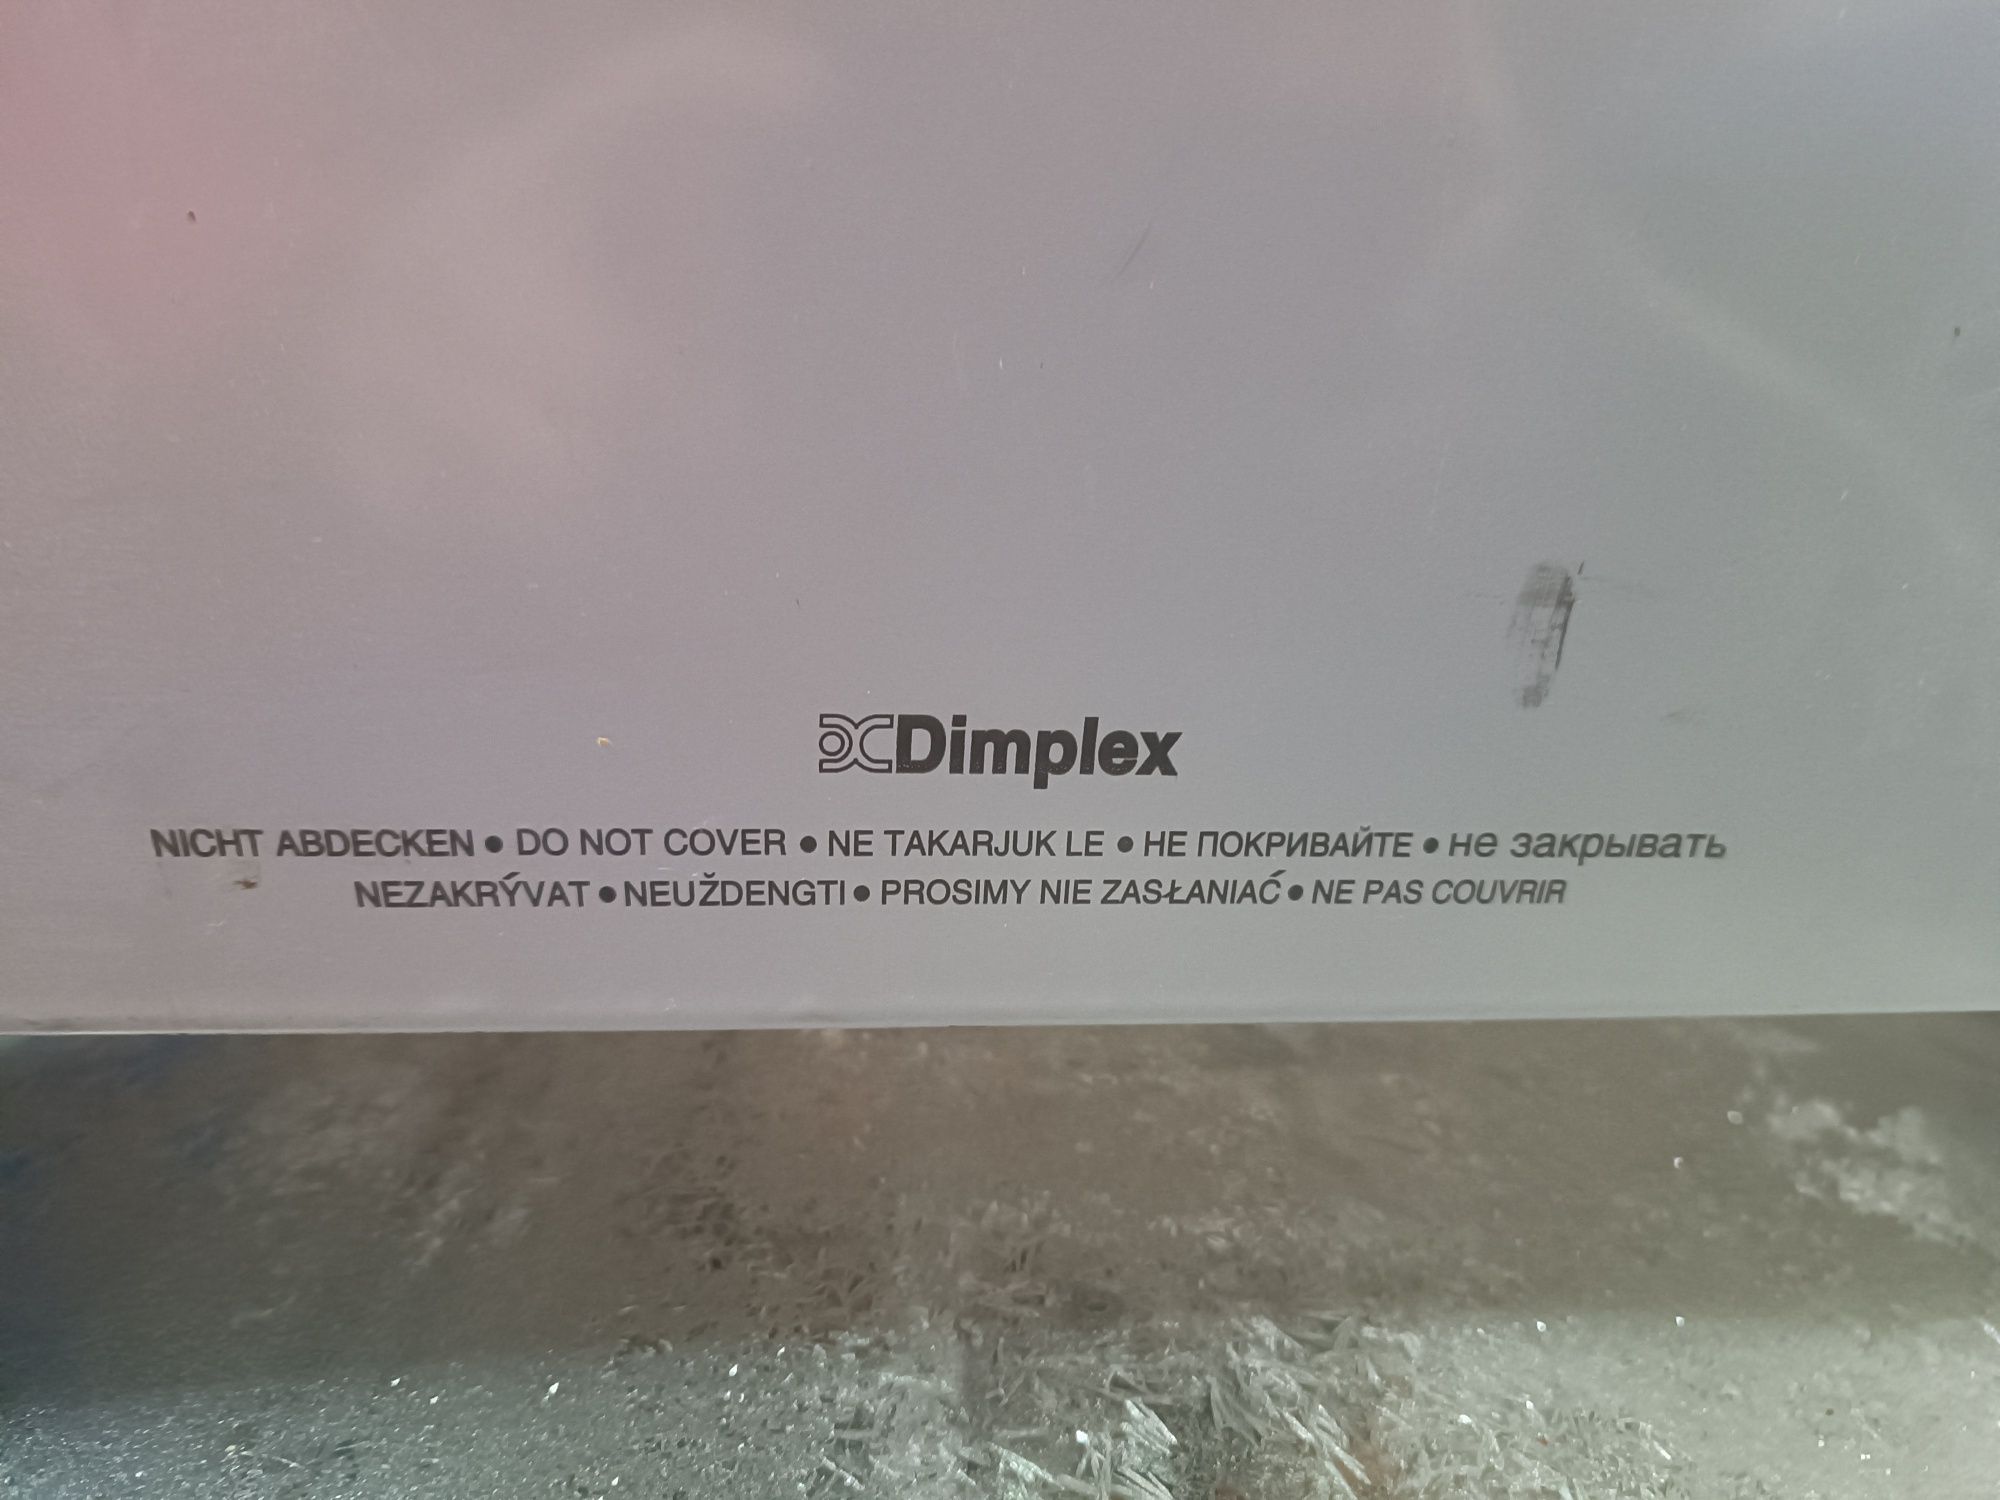 Dimplex
NICHT ABDECKEN • DO NOT COVER • NE TAKARJUK LE • НЕ ПОКРИВАЙТЕ • не закрывать
NEZAKRÝVAT • NEUŽDENGTI • PROSIMY NIE ZASŁANIAĆ • NE PAS COUVRIR